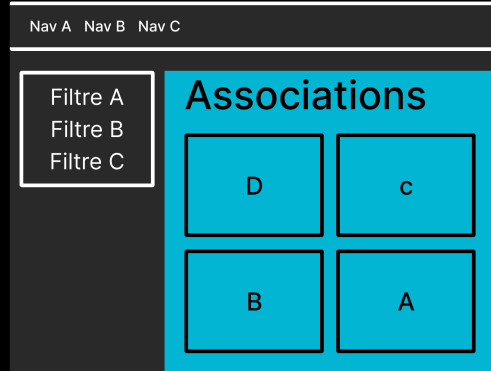 Nav A Nav B Nav C
Filtre A
Filtre B
Filtre C
Associations
D
c
B
A